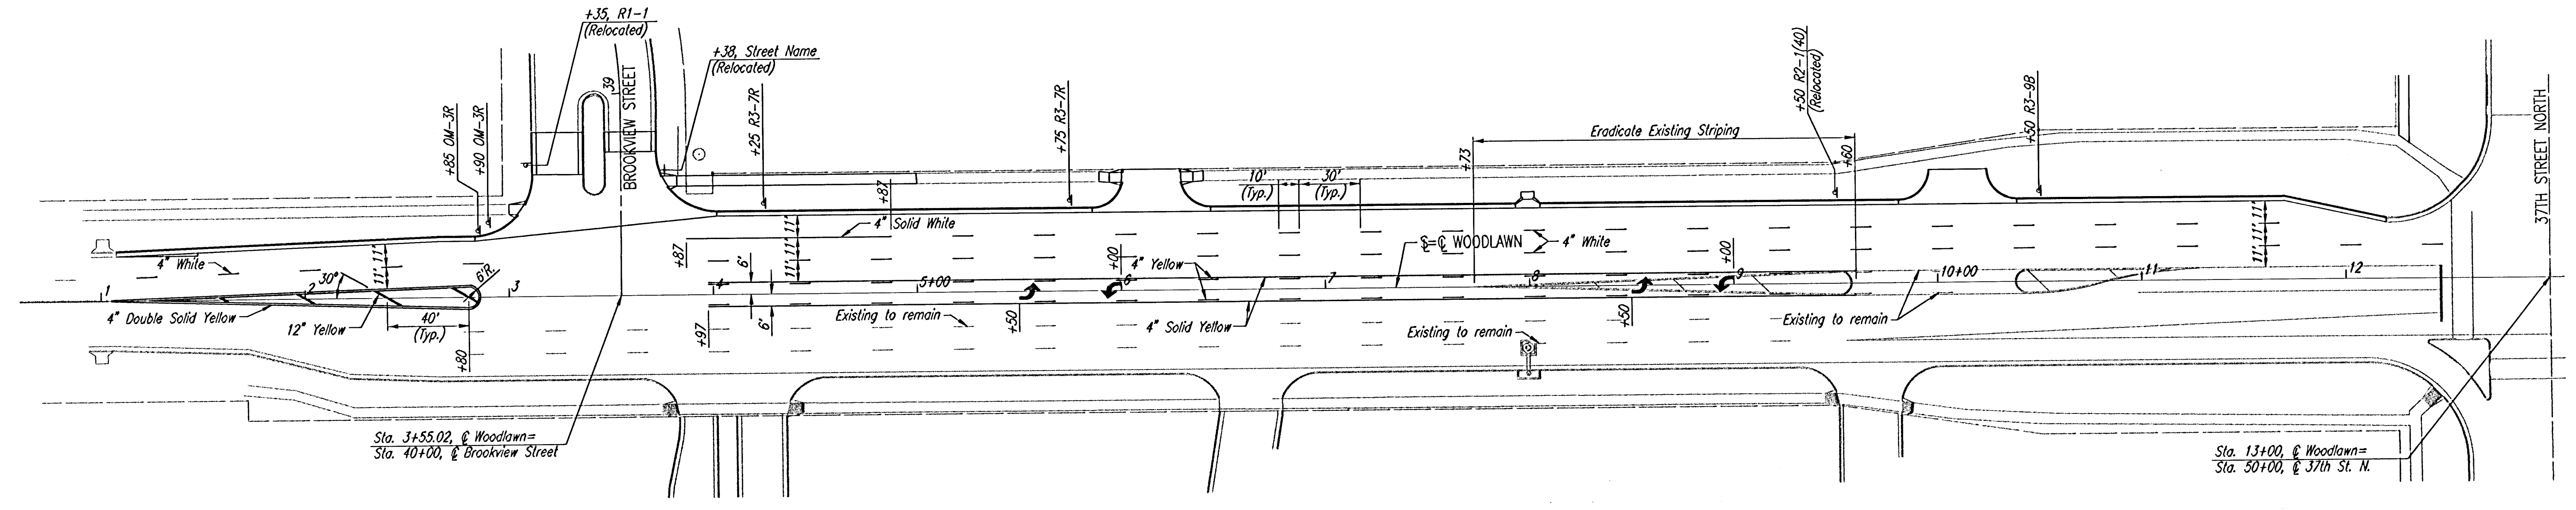 +35, R1-1
(Relocated)
+38, Street Name
(Relocated)
39
BROOKVIEW STREET
+85 OM-3R
+90 OM-3R
+25 R3-7R
+75 R3-7R
+50 R2-1(40)
(Relocated)
+50 R3-9B
37TH STREET NORTH
Eradicate Existing Striping
+73
+60
+87
10'
(Typ.)
30'
(Typ.)
4" Solid White
11' 11'
11' 11' 11'
+87
℄=℄ WOODLAWN
4" White
11' 11' 11'
4" White
30°
6'R.
6'
4" Yellow
+00
+00
1
2
3
4
5+00
6
7
8
9
10+00
11
12
4" Double Solid Yellow
12" Yellow
40'
(Typ.)
+80
+97
6'
Existing to remain
+50
4" Solid Yellow
Existing to remain
+50
Existing to remain
Sta. 3+55.02, ℄ Woodlawn=
Sta. 40+00, ℄ Brookview Street
Sta. 13+00, ℄ Woodlawn=
Sta. 50+00, ℄ 37th St. N.